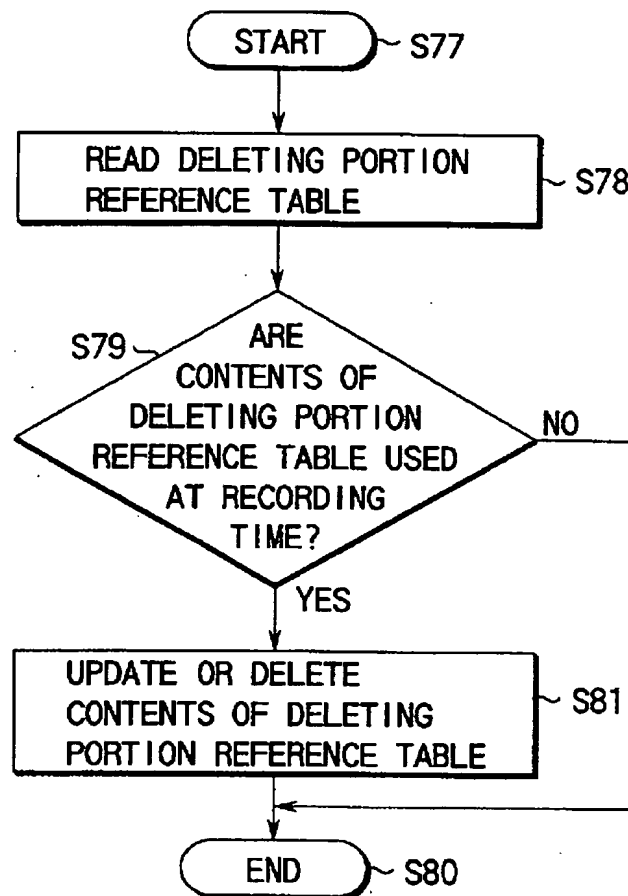 START
S77
READ DELETING PORTION
REFERENCE TABLE
S78
S79
ARE
CONTENTS OF
DELETING PORTION
REFERENCE TABLE USED
AT RECORDING
TIME?
NO
YES
UPDATE OR DELETE
CONTENTS OF DELETING
PORTION REFERENCE TABLE
S81
END
S80